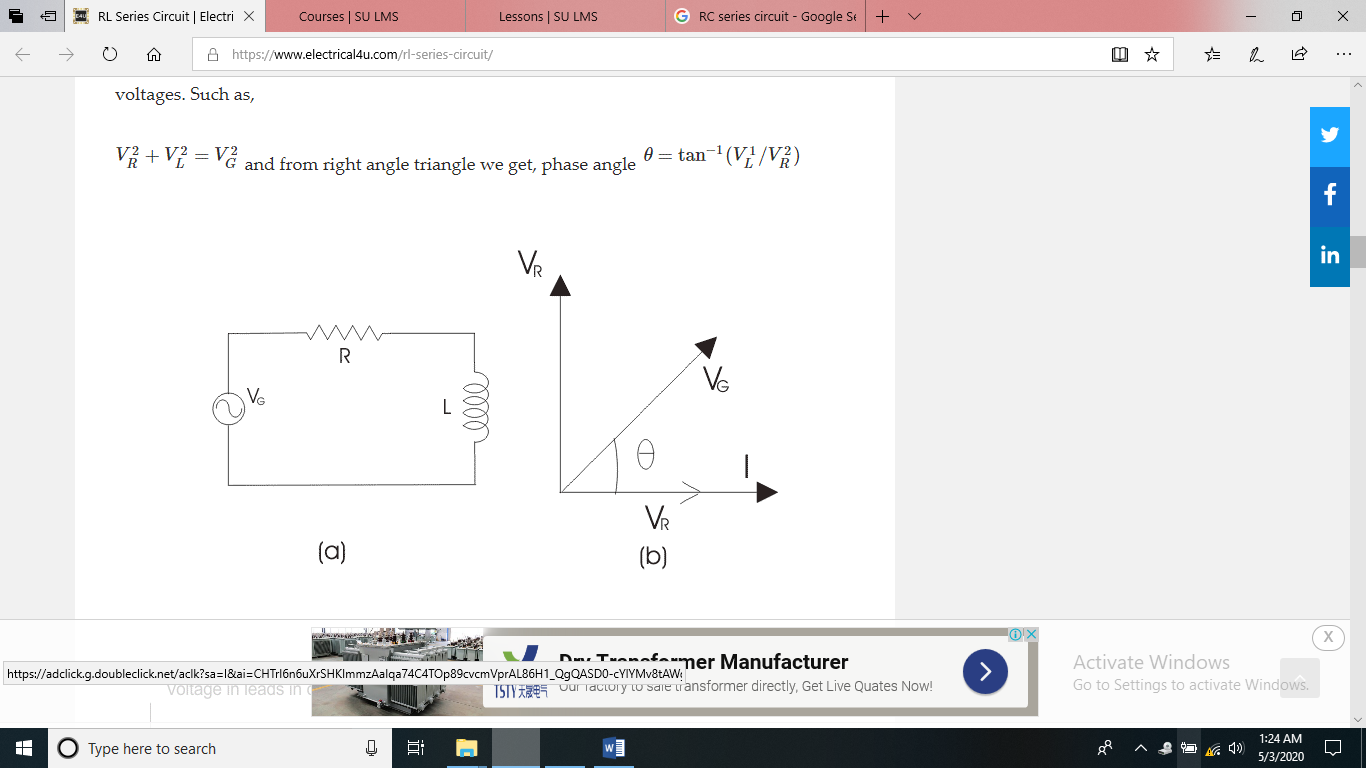 RL Series Circuit | Electri
Courses | SU LMS
Lessons | SU LMS
RC series circuit - Google Se
https://www.electrical4u.com/rl-series-circuit/
voltages. Such as,
V_R^2 + V_L^2 = V_G^2 and from right angle triangle we get, phase angle θ = tan^{-1}(V_L^1/V_R^2)
V_R
R
V_G
L
V_G
θ
I
V_R
(a)
(b)
Dry Transformer Manufacturer
Our factory to sale transformer directly, Get Live Quates Now!
X
Activate Windows
Go to Settings to activate Windows.
voltage in leads in
Type here to search
1:24 AM
5/3/2020